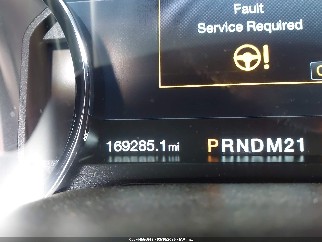 Fault
Service Required
169285.1 mi
PRNDM21